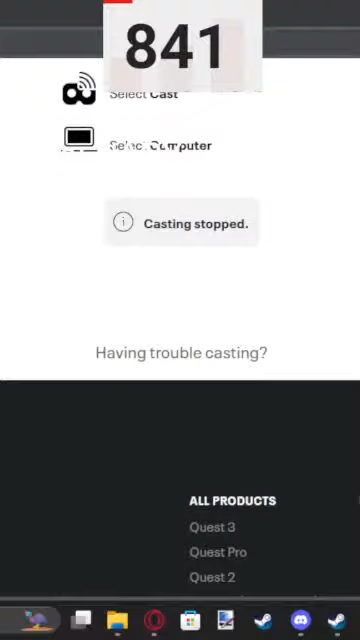 841
Select Cast
Select Computer
Casting stopped.
Having trouble casting?
ALL PRODUCTS
Quest 3
Quest Pro
Quest 2